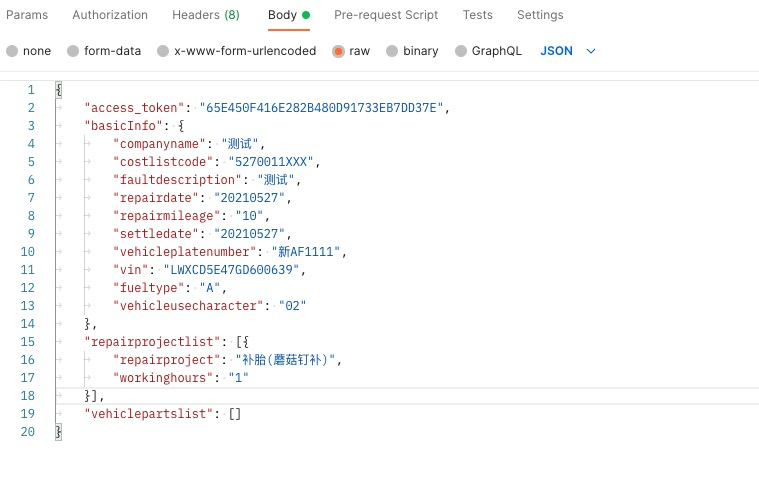 Params Authorization Headers (8) Body Pre-request Script Tests Settings
none form-data x-www-form-urlencoded raw binary GraphQL JSON
1 {
2 "access_token": "65E450F416E282B480D91733EB7DD37E",
3 "basicInfo": {
4 "companyname": "测试",
5 "costlistcode": "5270011XXX",
6 "faultdescription": "测试",
7 "repairdate": "20210527",
8 "repairmileage": "10",
9 "settledate": "20210527",
10 "vehicleplatenumber": "新AF1111",
11 "vin": "LWXCD5E47GD600639",
12 "fueltype": "A",
13 "vehicleusecharacter": "02"
14 },
15 "repairprojectlist": [{
16 "repairproject": "补胎(蘑菇钉补)",
17 "workinghours": "1"
18 }],
19 "vehiclepartslist": []
20 }